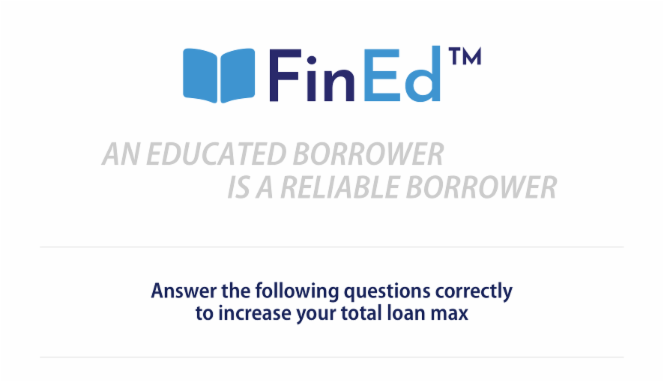 FinEd™
AN EDUCATED BORROWER
IS A RELIABLE BORROWER
Answer the following questions correctly
to increase your total loan max